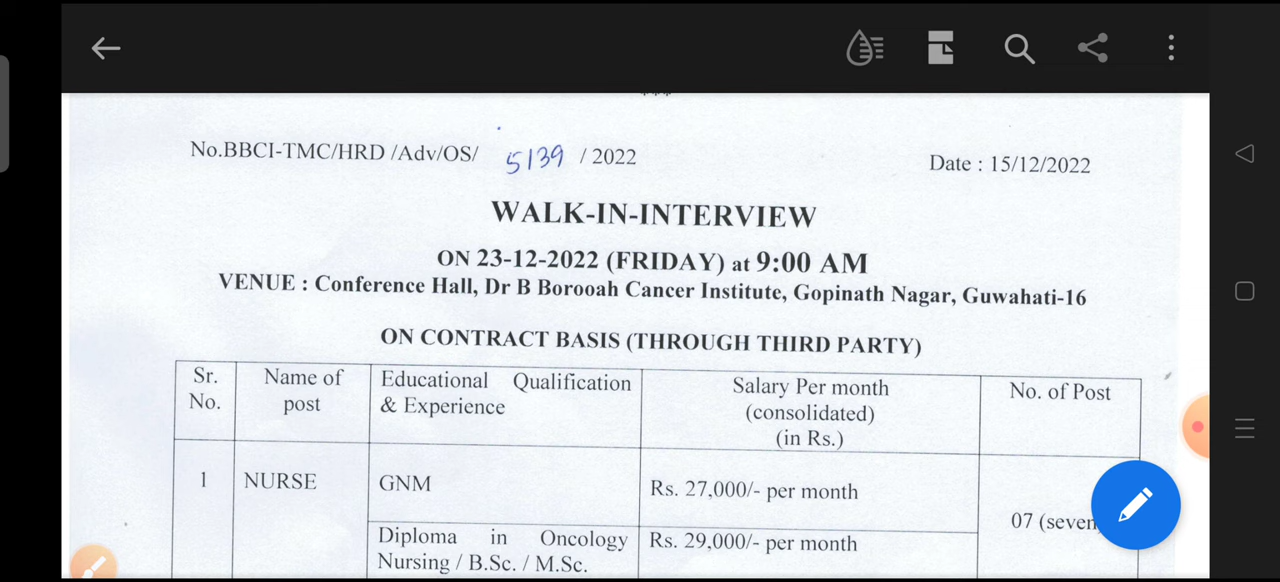 ***
No.BBCI-TMC/HRD /Adv/OS/ 5139 / 2022
Date : 15/12/2022
WALK-IN-INTERVIEW
ON 23-12-2022 (FRIDAY) at 9:00 AM
VENUE : Conference Hall, Dr B Borooah Cancer Institute, Gopinath Nagar, Guwahati-16
ON CONTRACT BASIS (THROUGH THIRD PARTY)
Sr. No.
Name of post
Educational Qualification & Experience
Salary Per month (consolidated) (in Rs.)
No. of Post
1
NURSE
GNM
Rs. 27,000/- per month
07 (seven
Diploma in Oncology Nursing / B.Sc. / M.Sc.
Rs. 29,000/- per month